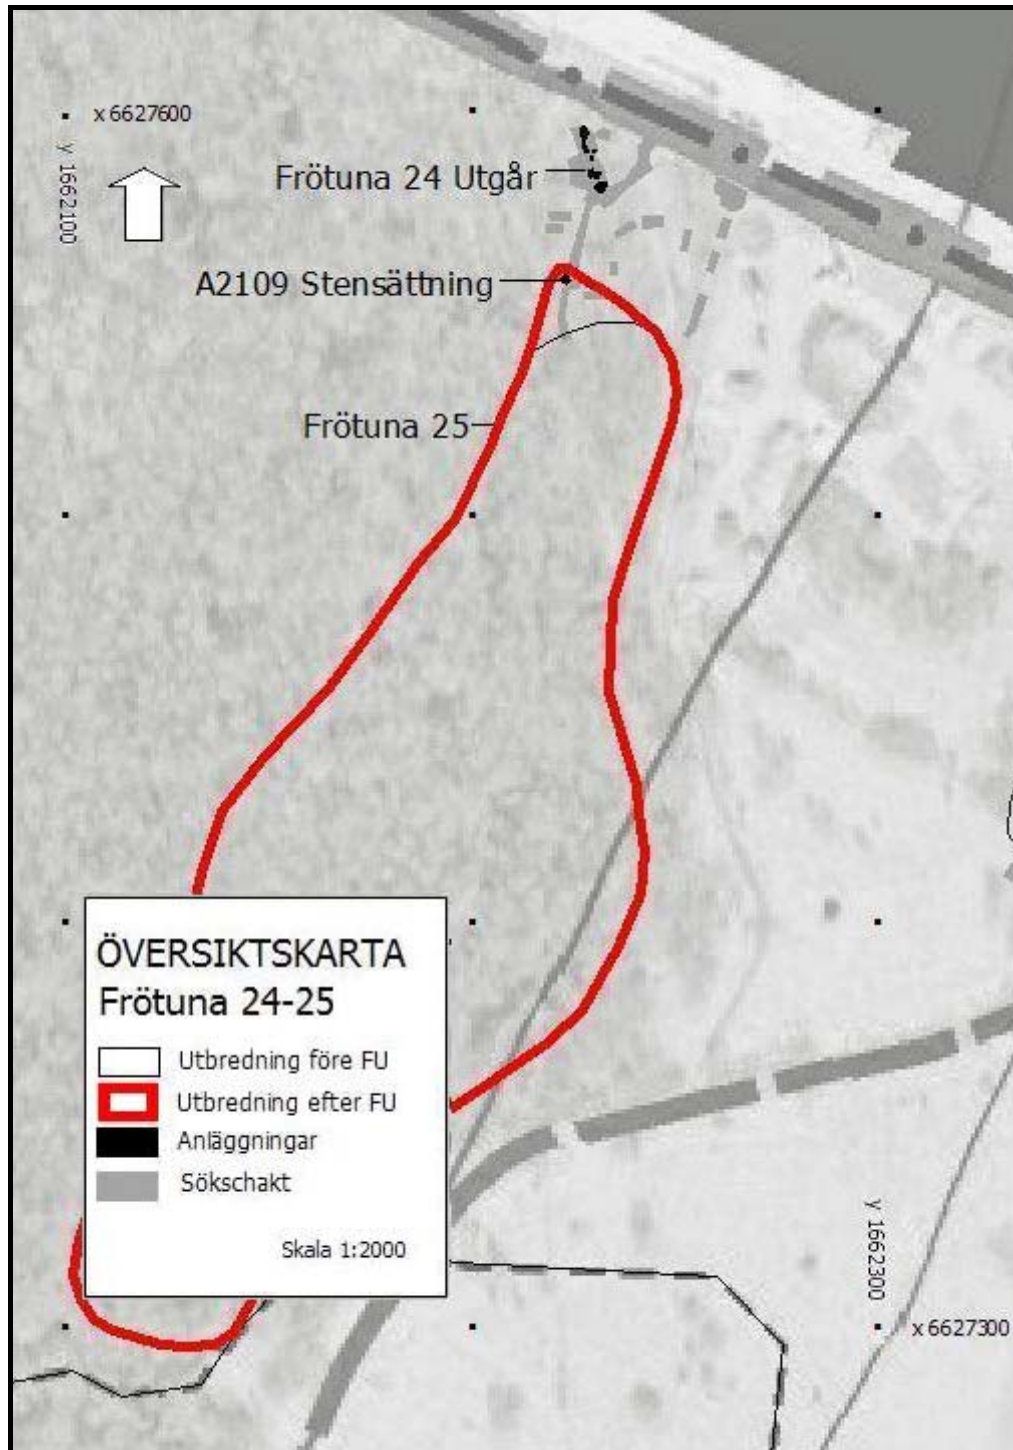 x 6627600
y 1662100
Frötuna 24 Utgår
A2109 Stensättning
Frötuna 25
ÖVERSIKTSKARTA
Frötuna 24-25
Utbredning före FU
Utbredning efter FU
Anläggningar
Sökschakt
Skala 1:2000
y 1662300
x 6627300